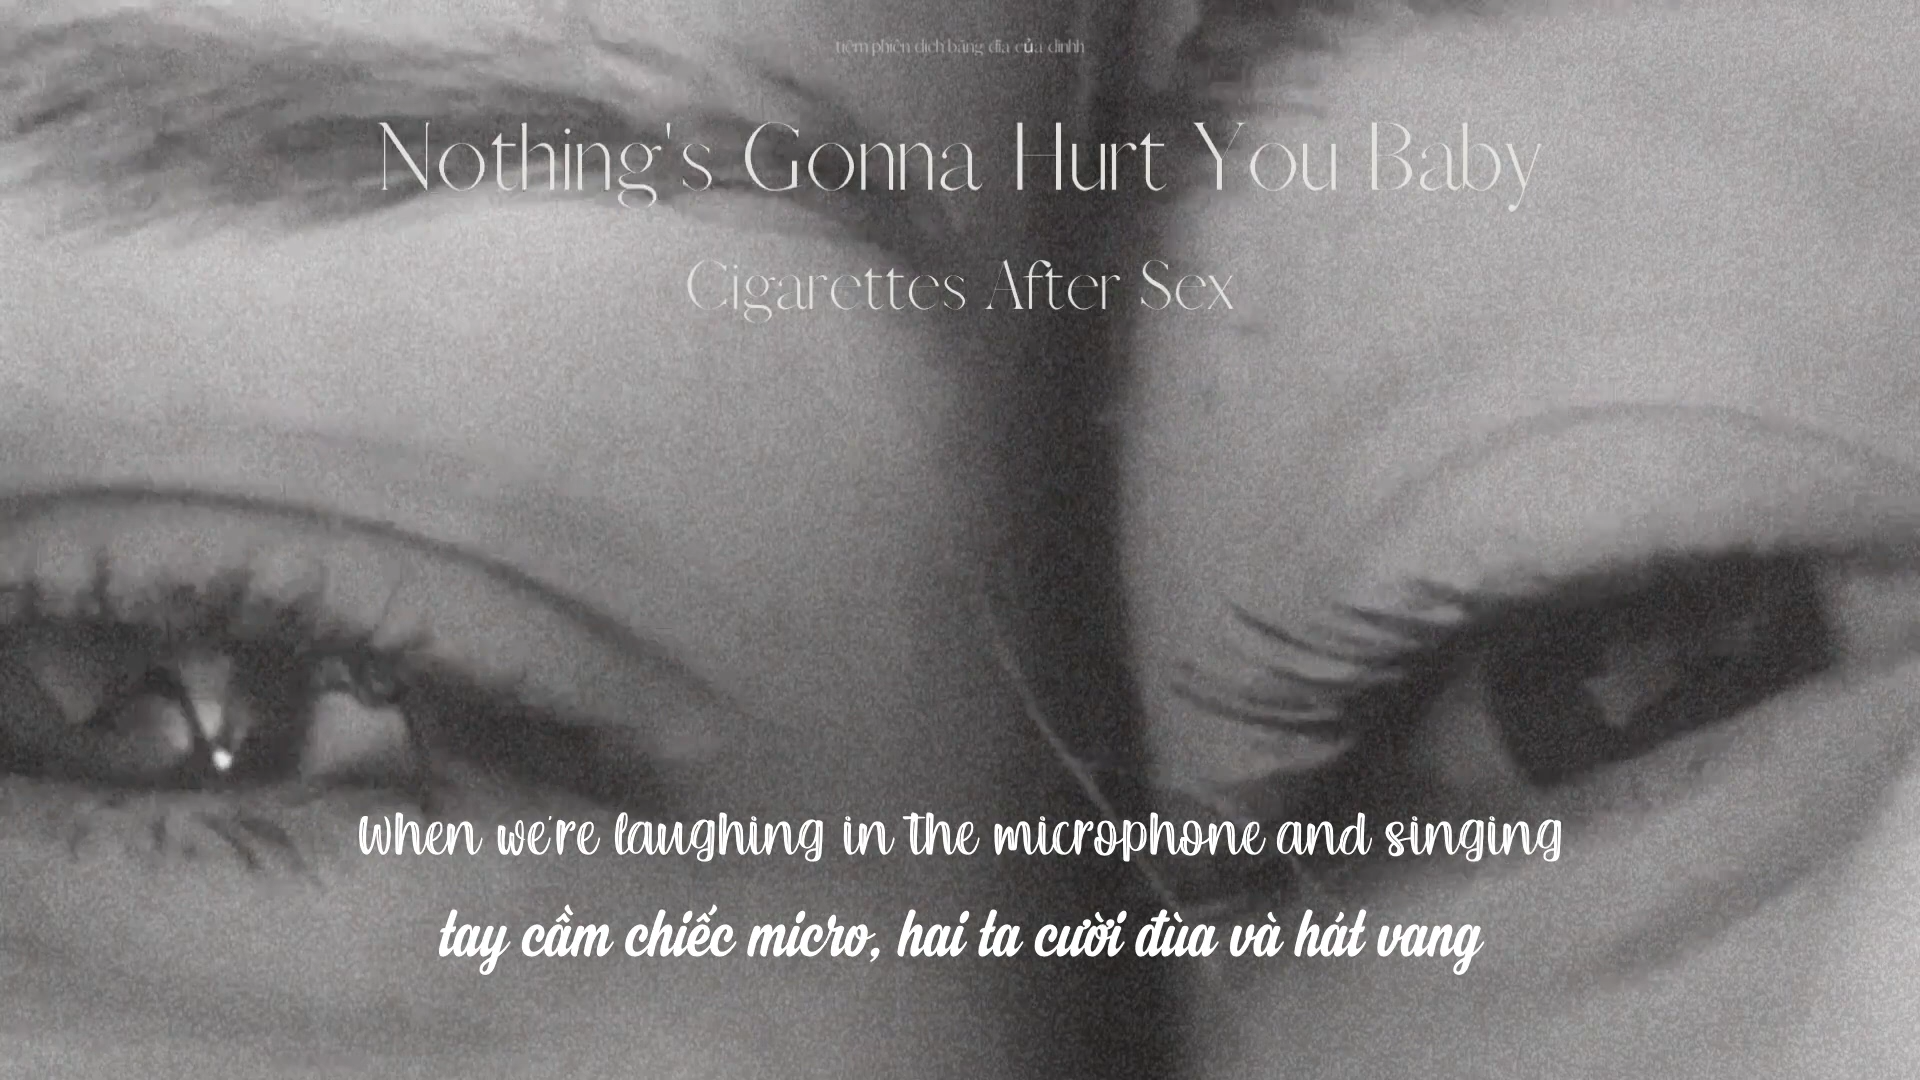 tiệm phiên dịch băng đĩa của dinhh
Nothing's Gonna Hurt You Baby
Cigarettes After Sex
When we're laughing in the microphone and singing
tay cầm chiếc micro, hai ta cười đùa và hát vang